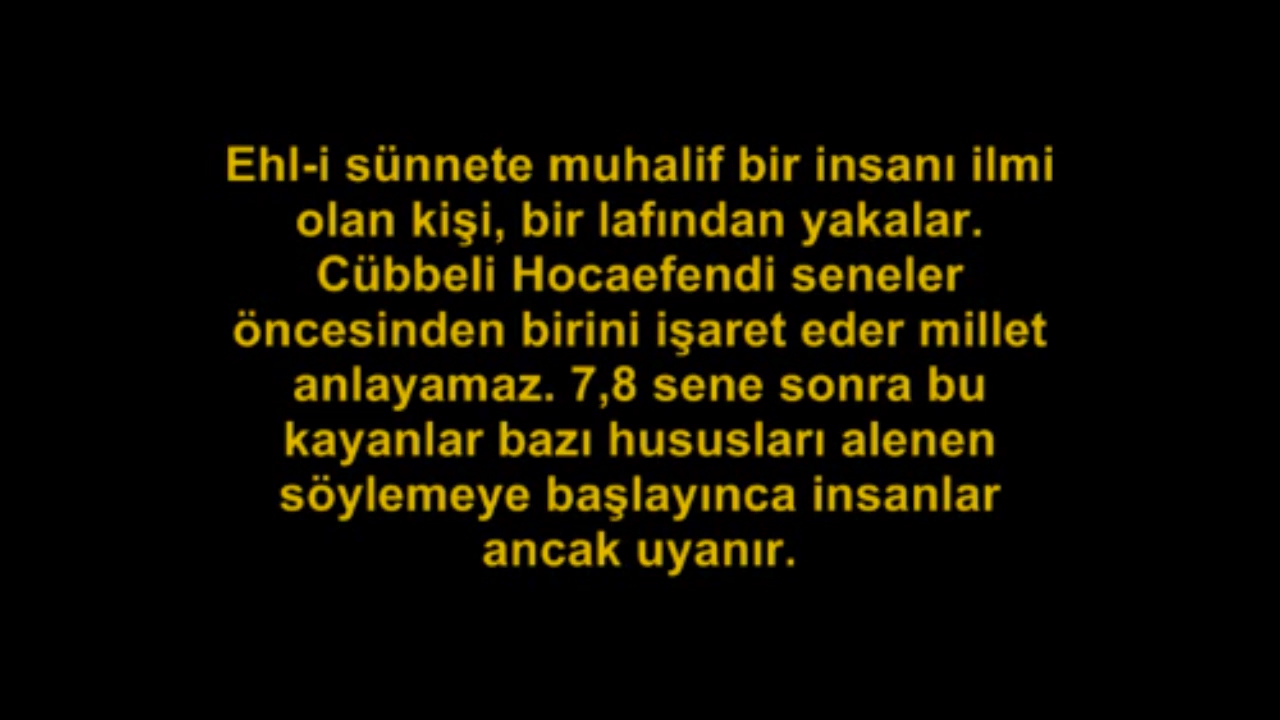 Ehl-i sünnete muhalif bir insanı ilmi
olan kişi, bir lafından yakalar.
Cübbeli Hocaefendi seneler
öncesinden birini işaret eder millet
anlayamaz. 7,8 sene sonra bu
kayanlar bazı hususları alenen
söylemeye başlayınca insanlar
ancak uyanır.